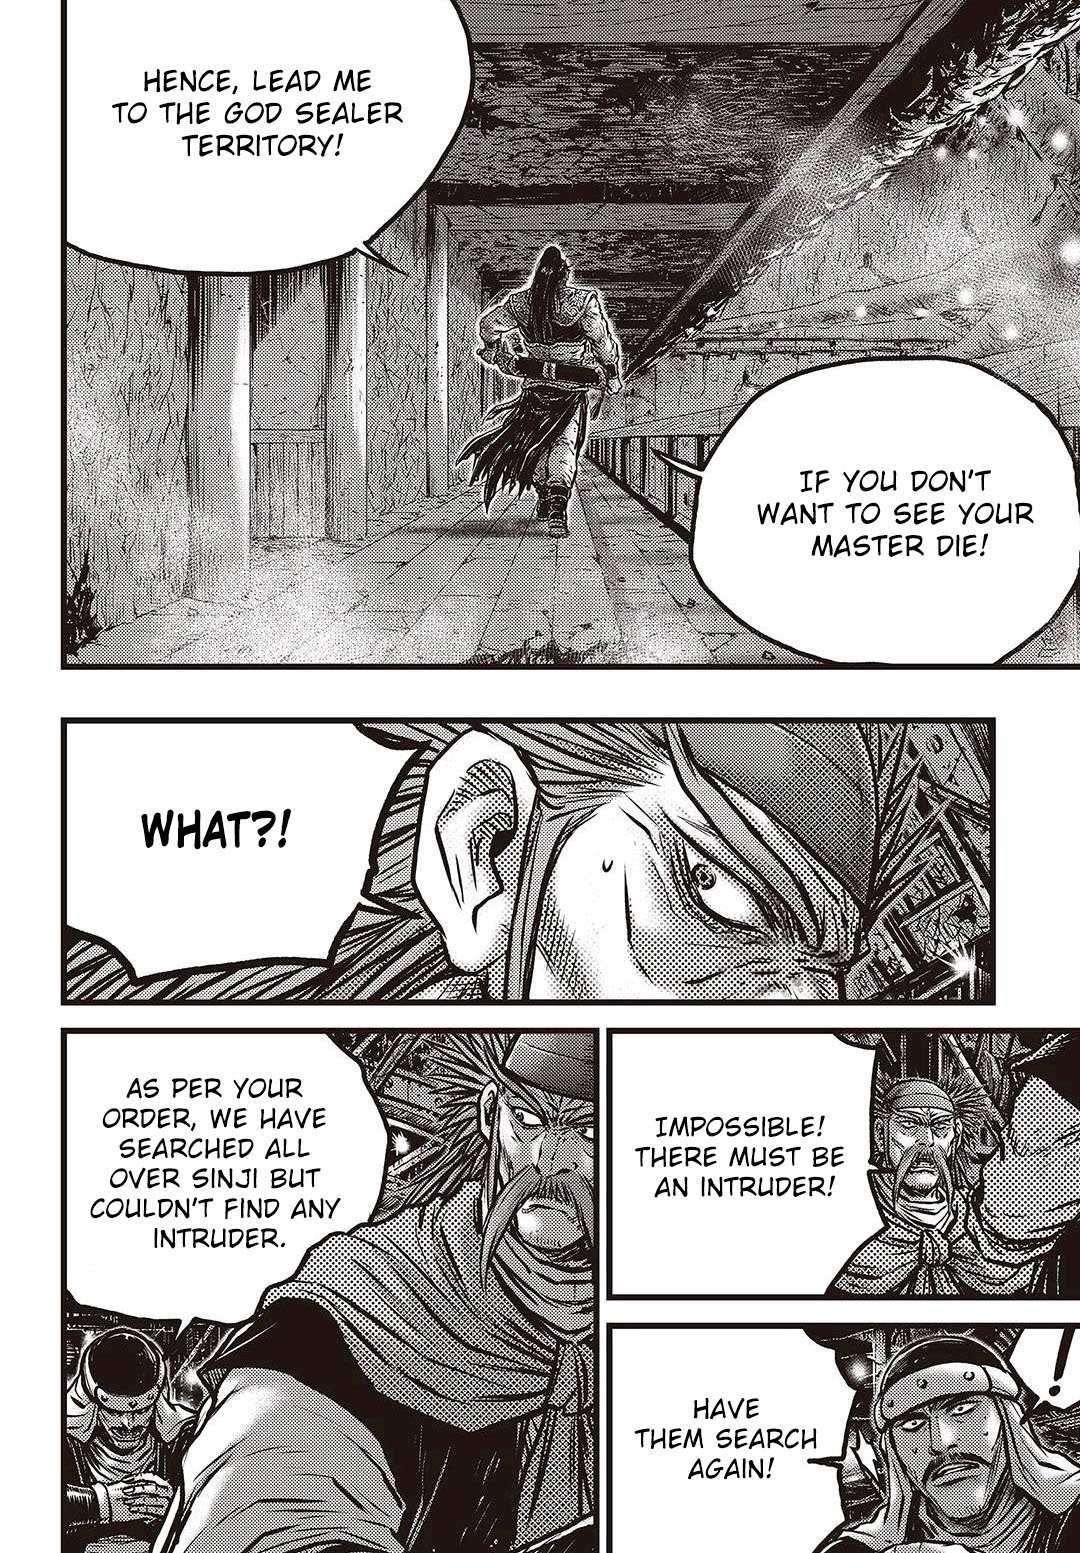 HENCE, LEAD ME
TO THE GOD SEALER
TERRITORY!
IF YOU DON'T
WANT TO SEE YOUR
MASTER DIE!
WHAT?!
AS PER YOUR
ORDER, WE HAVE
SEARCHED ALL
OVER SINJI BUT
COULDN'T FIND ANY
INTRUDER.
IMPOSSIBLE!
THERE MUST BE
AN INTRUDER!
HAVE
THEM SEARCH
AGAIN!
!